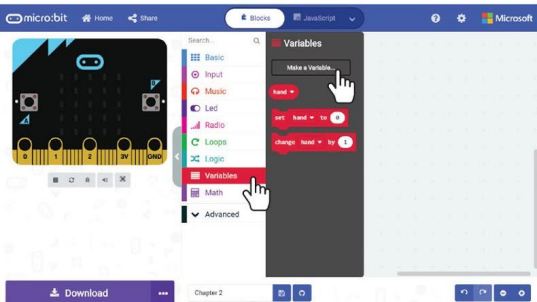 micro:bit Home Share Blocks JavaScript Microsoft
Search...
Basic
Input
Music
Led
Radio
Loops
Logic
Variables
Math
Advanced
Variables
Make a Variable...
hand
set hand to 0
change hand by 1
B
A
0 1 2 3V GND
Download
Chapter 2